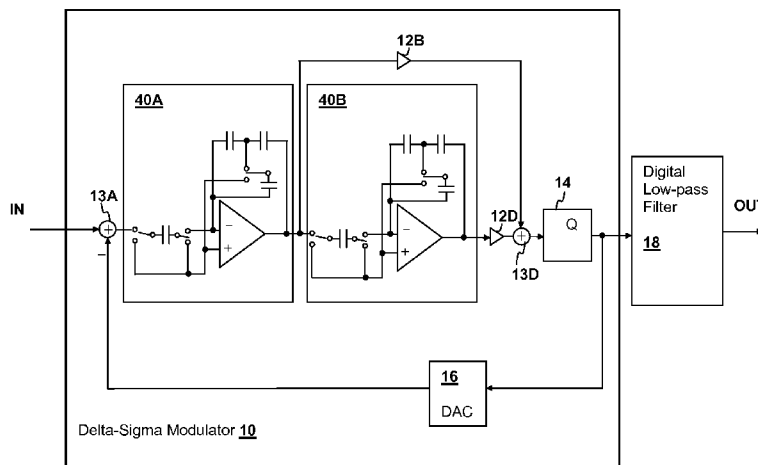 12B
40A
40B
Digital
Low-pass
Filter
18
14
IN
13A
OUT
12D
Q
+
−
−
+
−
+
+
13D
16
DAC
Delta-Sigma Modulator 10